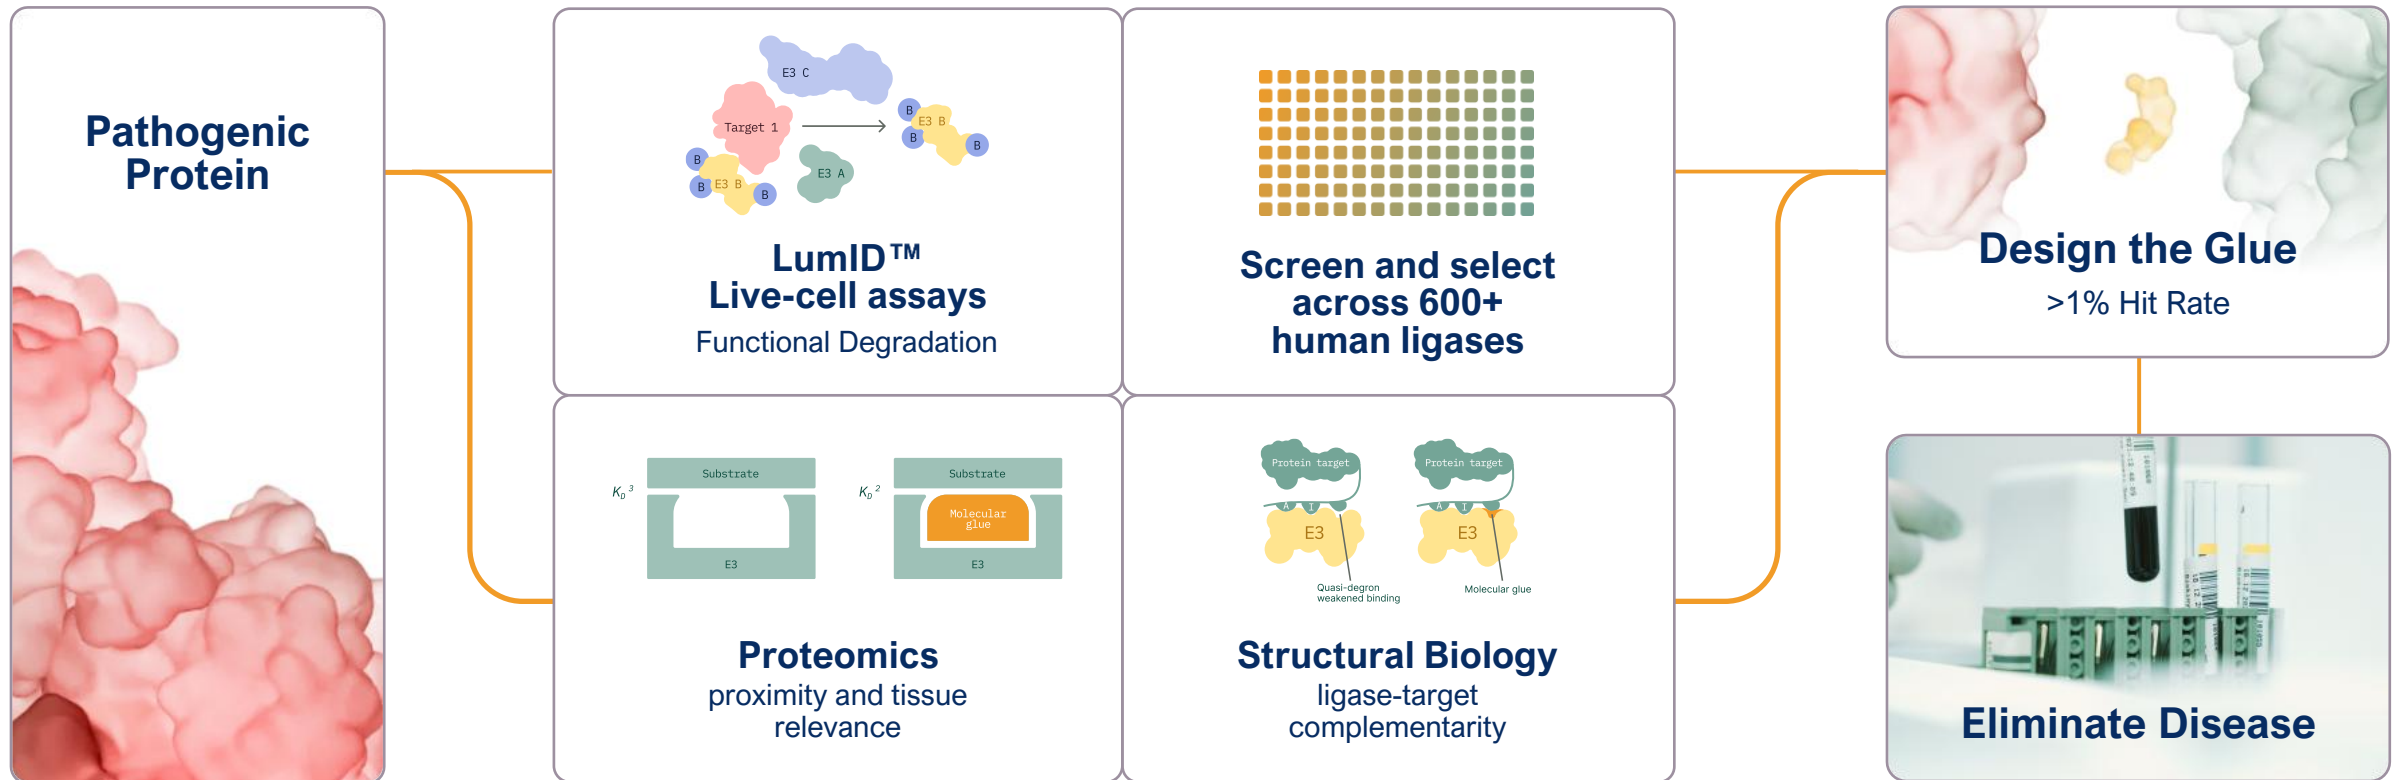 Pathogenic
Protein
E3 C
Target 1
B
E3 B
B
B
B
B
E3 B
B
E3 A
LumID™
Live-cell assays
Functional Degradation
Screen and select
across 600+
human ligases
Substrate
K_D³
E3
Substrate
K_D²
Molecular
glue
E3
Proteomics
proximity and tissue
relevance
Protein target
A I
E3
Quasi-degron
weakened binding
Protein target
A I
E3
Molecular glue
Structural Biology
ligase-target
complementarity
Design the Glue
>1% Hit Rate
Eliminate Disease